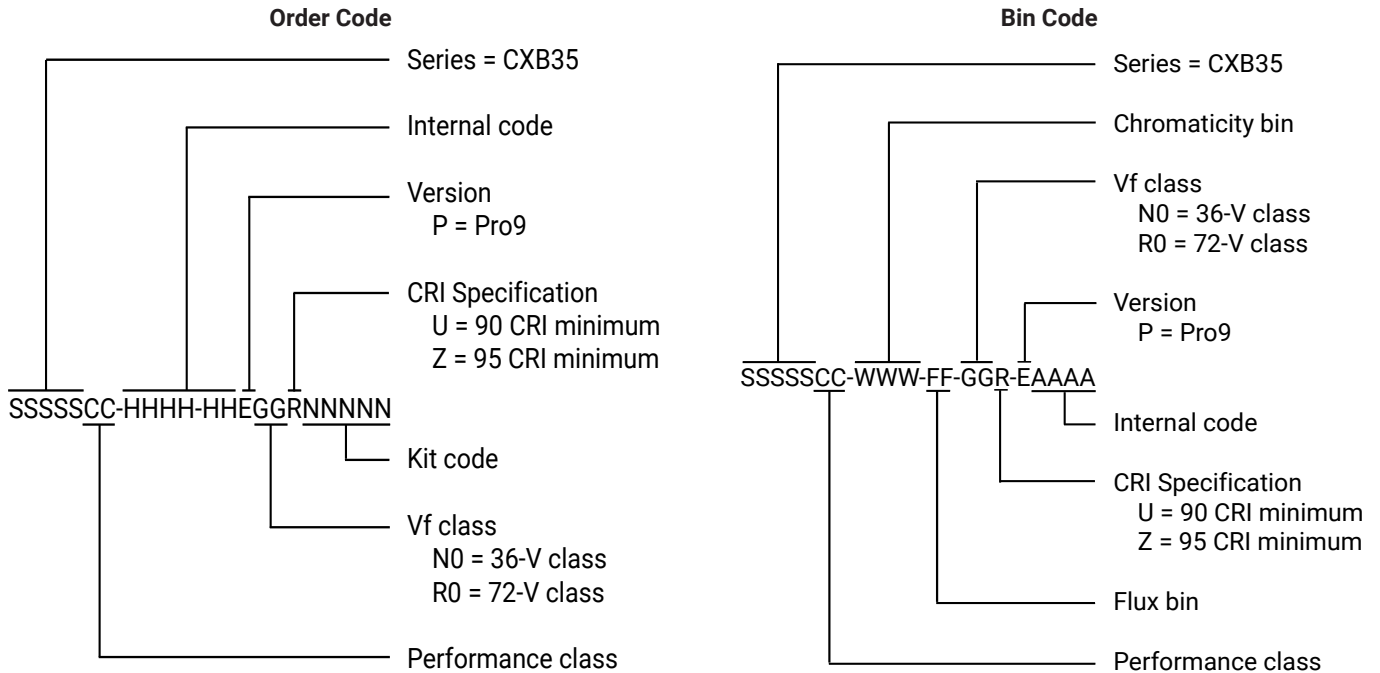 Order Code
Series = CXB35
Internal code
Version
P = Pro9
CRI Specification
U = 90 CRI minimum
Z = 95 CRI minimum
SSSSSCC-HHHH-HHEGGRNNNNN
Kit code
Vf class
N0 = 36-V class
R0 = 72-V class
Performance class
Bin Code
Series = CXB35
Chromaticity bin
Vf class
N0 = 36-V class
R0 = 72-V class
Version
P = Pro9
SSSSSCC-WWW-FF-GGR-EAAAA
Internal code
CRI Specification
U = 90 CRI minimum
Z = 95 CRI minimum
Flux bin
Performance class